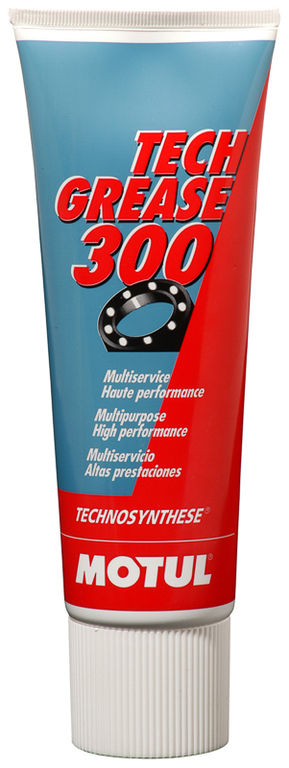 TECH
GREASE
300
Multiservice
Haute performance
Multipurpose
High performance
Multiservicio
Altas prestaciones
TECHNOSYNTHESE®
MOTUL®